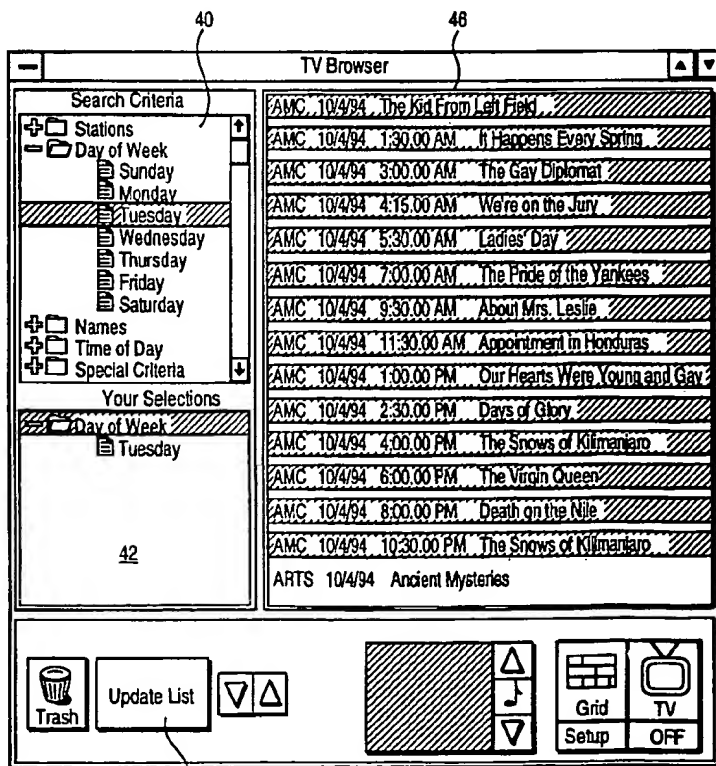 40
46
TV Browser
Search Criteria
Stations
Day of Week
Sunday
Monday
Tuesday
Wednesday
Thursday
Friday
Saturday
Names
Time of Day
Special Criteria
Your Selections
Day of Week
Tuesday
42
AMC 10/4/94 The Kid From Left Field
AMC 10/4/94 1:30.00 AM It Happens Every Spring
AMC 10/4/94 3:00.00 AM The Gay Diplomat
AMC 10/4/94 4:15.00 AM We're on the Jury
AMC 10/4/94 5:30.00 AM Ladies' Day
AMC 10/4/94 7:00.00 AM The Pride of the Yankees
AMC 10/4/94 9:30.00 AM About Mrs. Leslie
AMC 10/4/94 11:30.00 AM Appointment in Honduras
AMC 10/4/94 1:00.00 PM Our Hearts Were Young and Gay
AMC 10/4/94 2:30.00 PM Days of Glory
AMC 10/4/94 4:00.00 PM The Snows of Kilimanjaro
AMC 10/4/94 6:00.00 PM The Virgin Queen
AMC 10/4/94 8:00.00 PM Death on the Nile
AMC 10/4/94 10:30.00 PM The Snows of Kilimanjaro
ARTS 10/4/94 Ancient Mysteries
Trash
Update List
Grid
TV
Setup
OFF